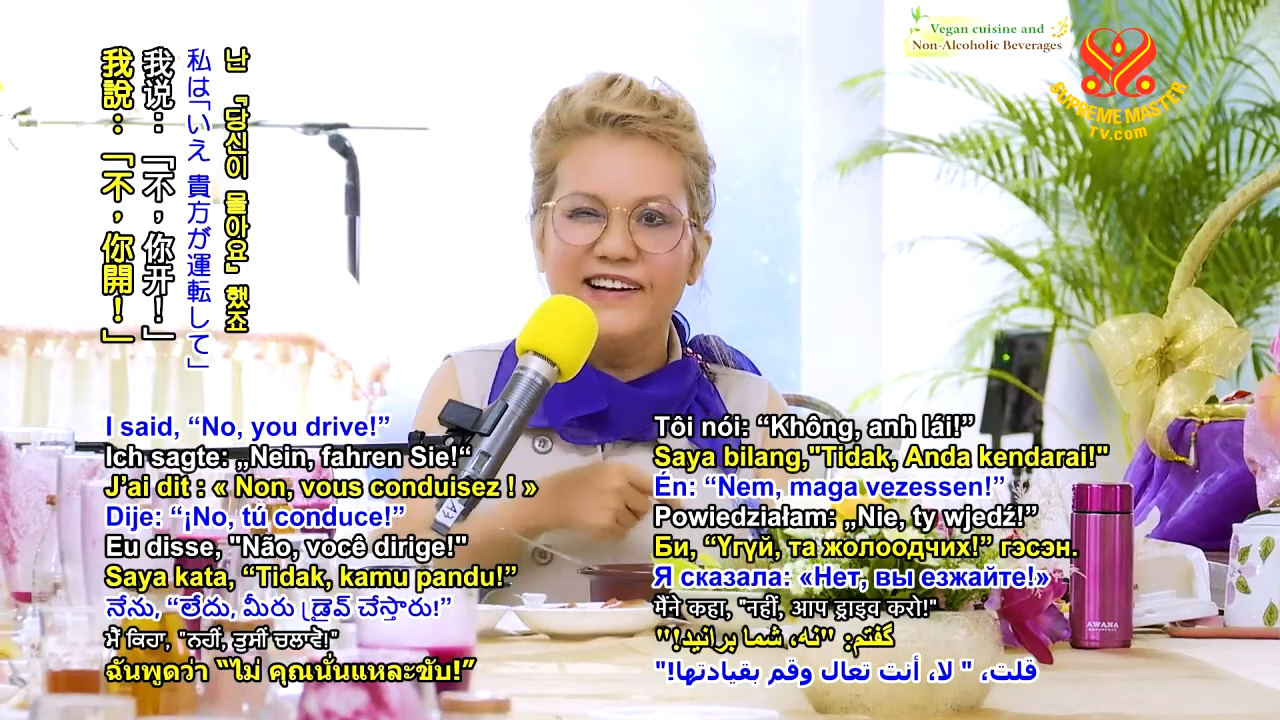 Vegan cuisine and
Non-Alcoholic Beverages
SUPREME MASTER
TV.com
난 『당신이 몰아요』 했죠
私は「いえ 貴方が運転して」
我说：「不，你开！」
我說：「不，你開！」
I said, “No, you drive!”
Ich sagte: „Nein, fahren Sie!“
J’ai dit : « Non, vous conduisez ! »
Dije: “¡No, tú conduce!”
Eu disse, "Não, você dirige!"
Saya kata, “Tidak, kamu pandu!”
నేను, “లేదు, మీరు డ్రైవ్ చేస్తారు!”
ਮੈਂ ਕਿਹਾ, "ਨਹੀਂ, ਤੁਸੀਂ ਚਲਾਵੋ!"
ฉันพูดว่า “ไม่ คุณนั่นแหละขับ!”
Tôi nói: “Không, anh lái!”
Saya bilang,"Tidak, Anda kendarai!"
Én: “Nem, maga vezessen!”
Powiedziałam: „Nie, ty wjedź!”
Би, “Үгүй, та жолоодчих!” гэсэн.
Я сказала: «Нет, вы езжайте!»
मैंने कहा, "नहीं, आप ड्राइव करो!"
گفتم: "نه، شما برانید!"
قلت، " لا، أنت تعال وقم بقيادتها!"
AWANA